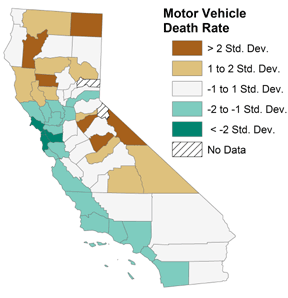 Motor Vehicle
Death Rate
> 2 Std. Dev.
1 to 2 Std. Dev.
-1 to 1 Std. Dev.
-2 to -1 Std. Dev.
< -2 Std. Dev.
No Data